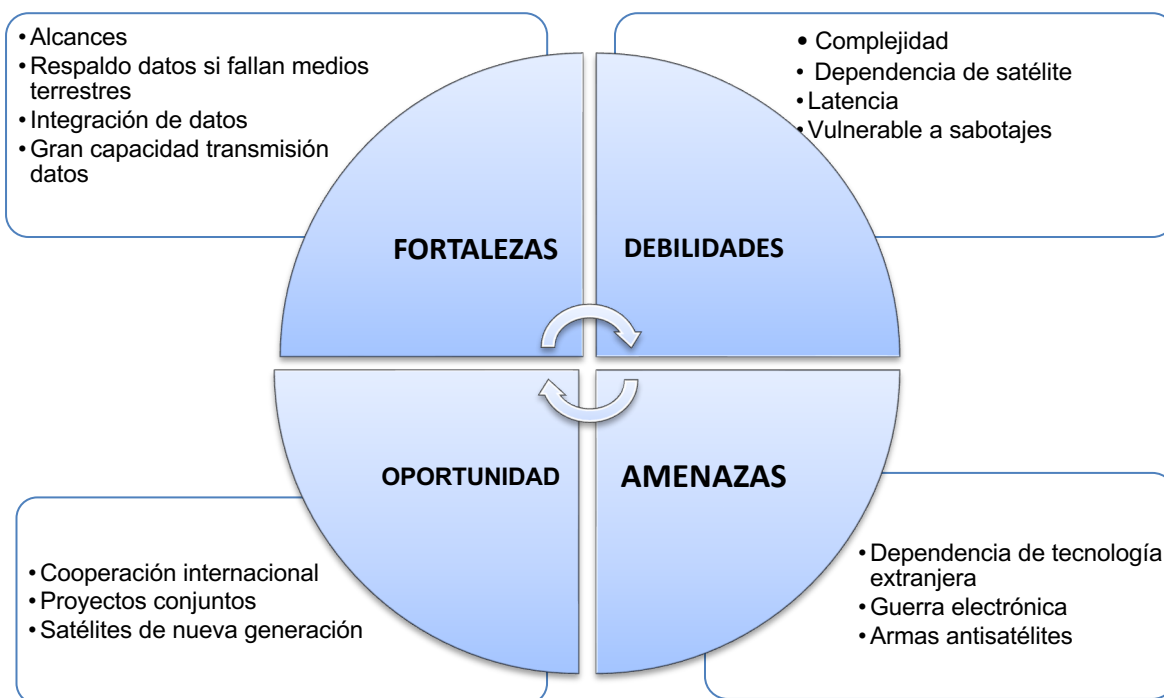 • Alcances
• Respaldo datos si fallan medios
terrestres
• Integración de datos
• Gran capacidad transmisión
datos
• Complejidad
• Dependencia de satélite
• Latencia
• Vulnerable a sabotajes
FORTALEZAS
DEBILIDADES
OPORTUNIDAD
AMENAZAS
• Cooperación internacional
• Proyectos conjuntos
• Satélites de nueva generación
• Dependencia de tecnología
extranjera
• Guerra electrónica
• Armas antisatélites